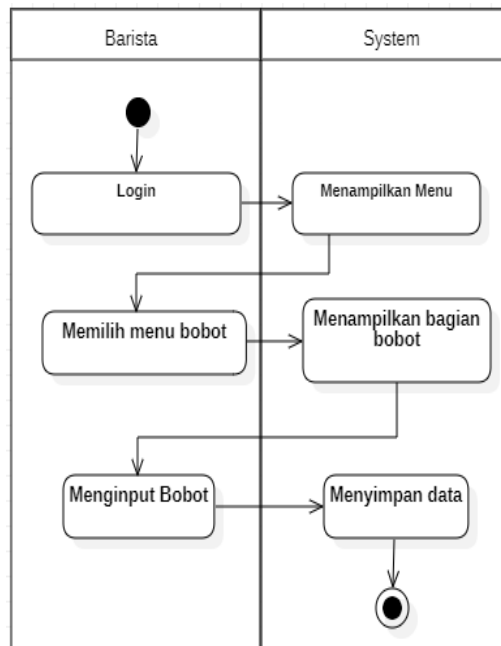 Barista
System
Login
Menampilkan Menu
Memilih menu bobot
Menampilkan bagian
bobot
Menginput Bobot
Menyimpan data